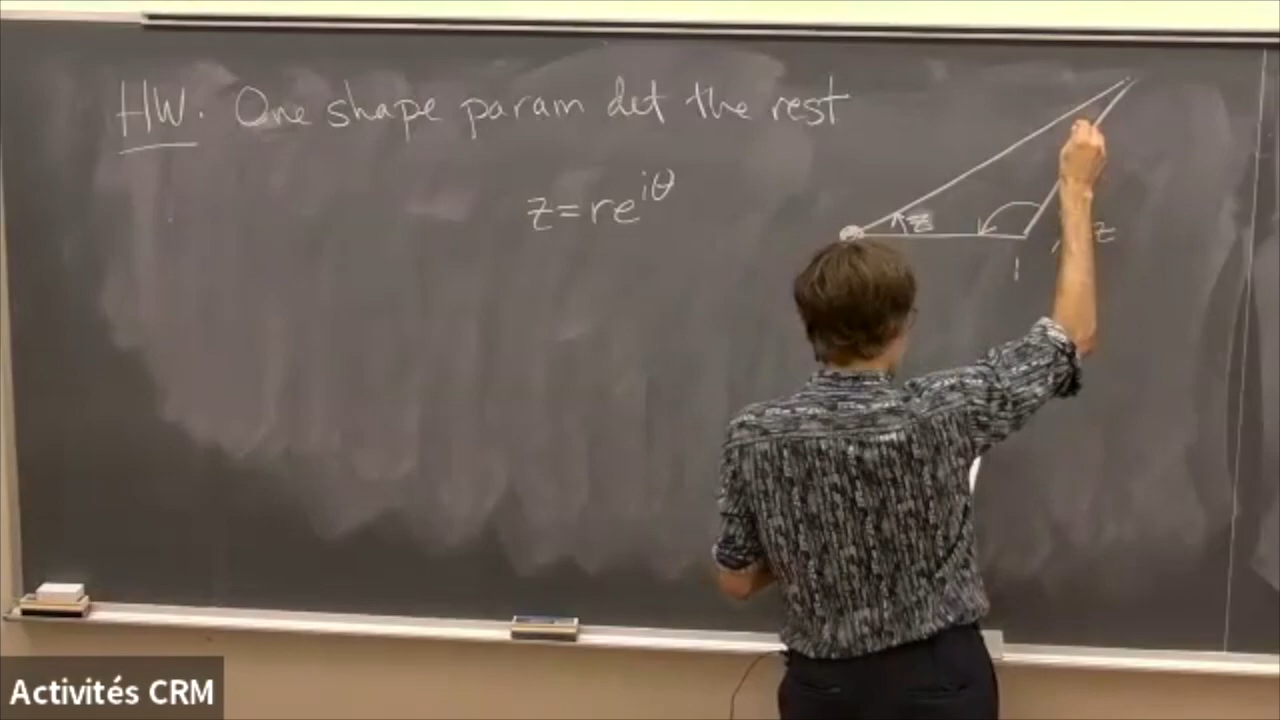 HW. One shape param det the rest
z=re^{iθ}
z
z
1
Activités CRM